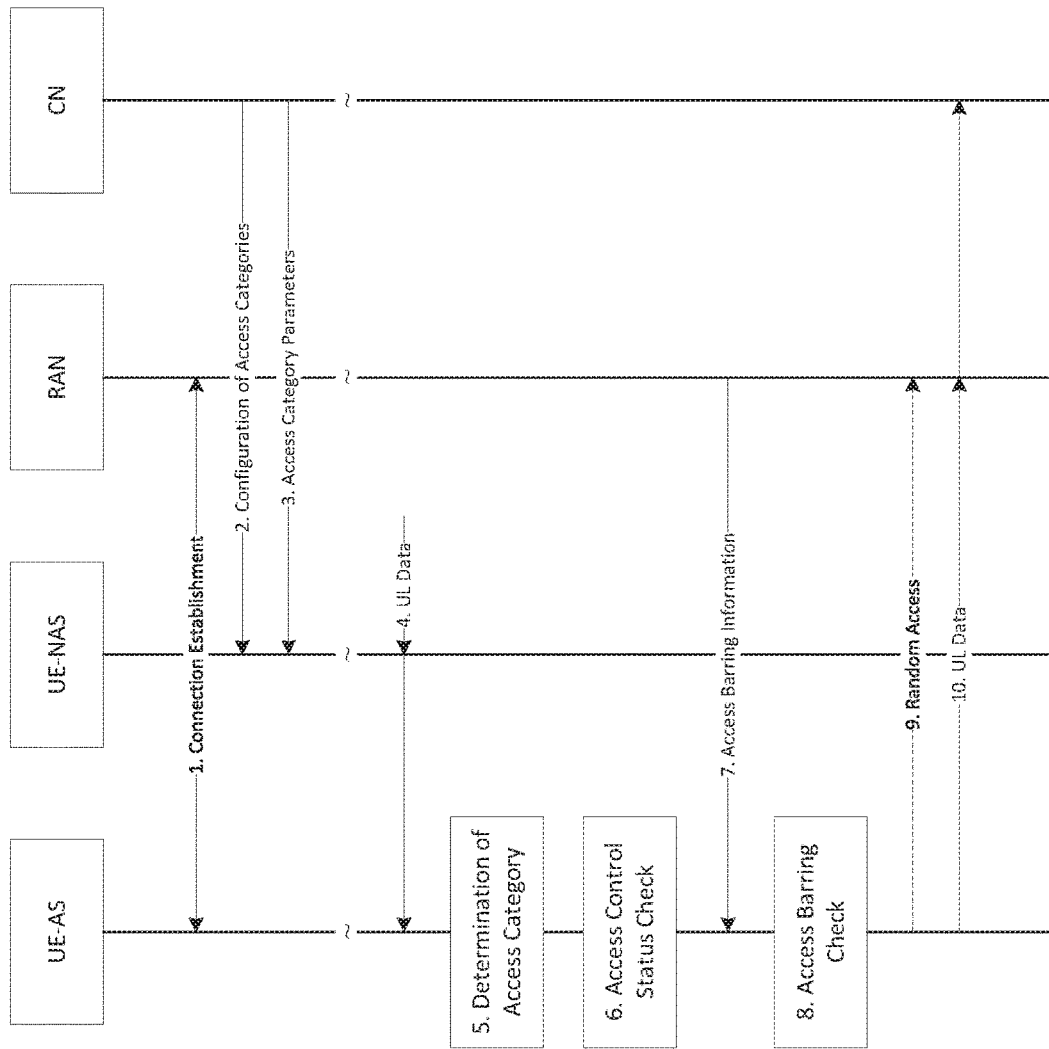 UE-AS
UE-NAS
RAN
CN
1. Connection Establishment
2. Configuration of Access Categories
3. Access Category Parameters
4. UL Data
5. Determination of
Access Category
6. Access Control
Status Check
7. Access Barring Information
8. Access Barring
Check
9. Random Access
10. UL Data